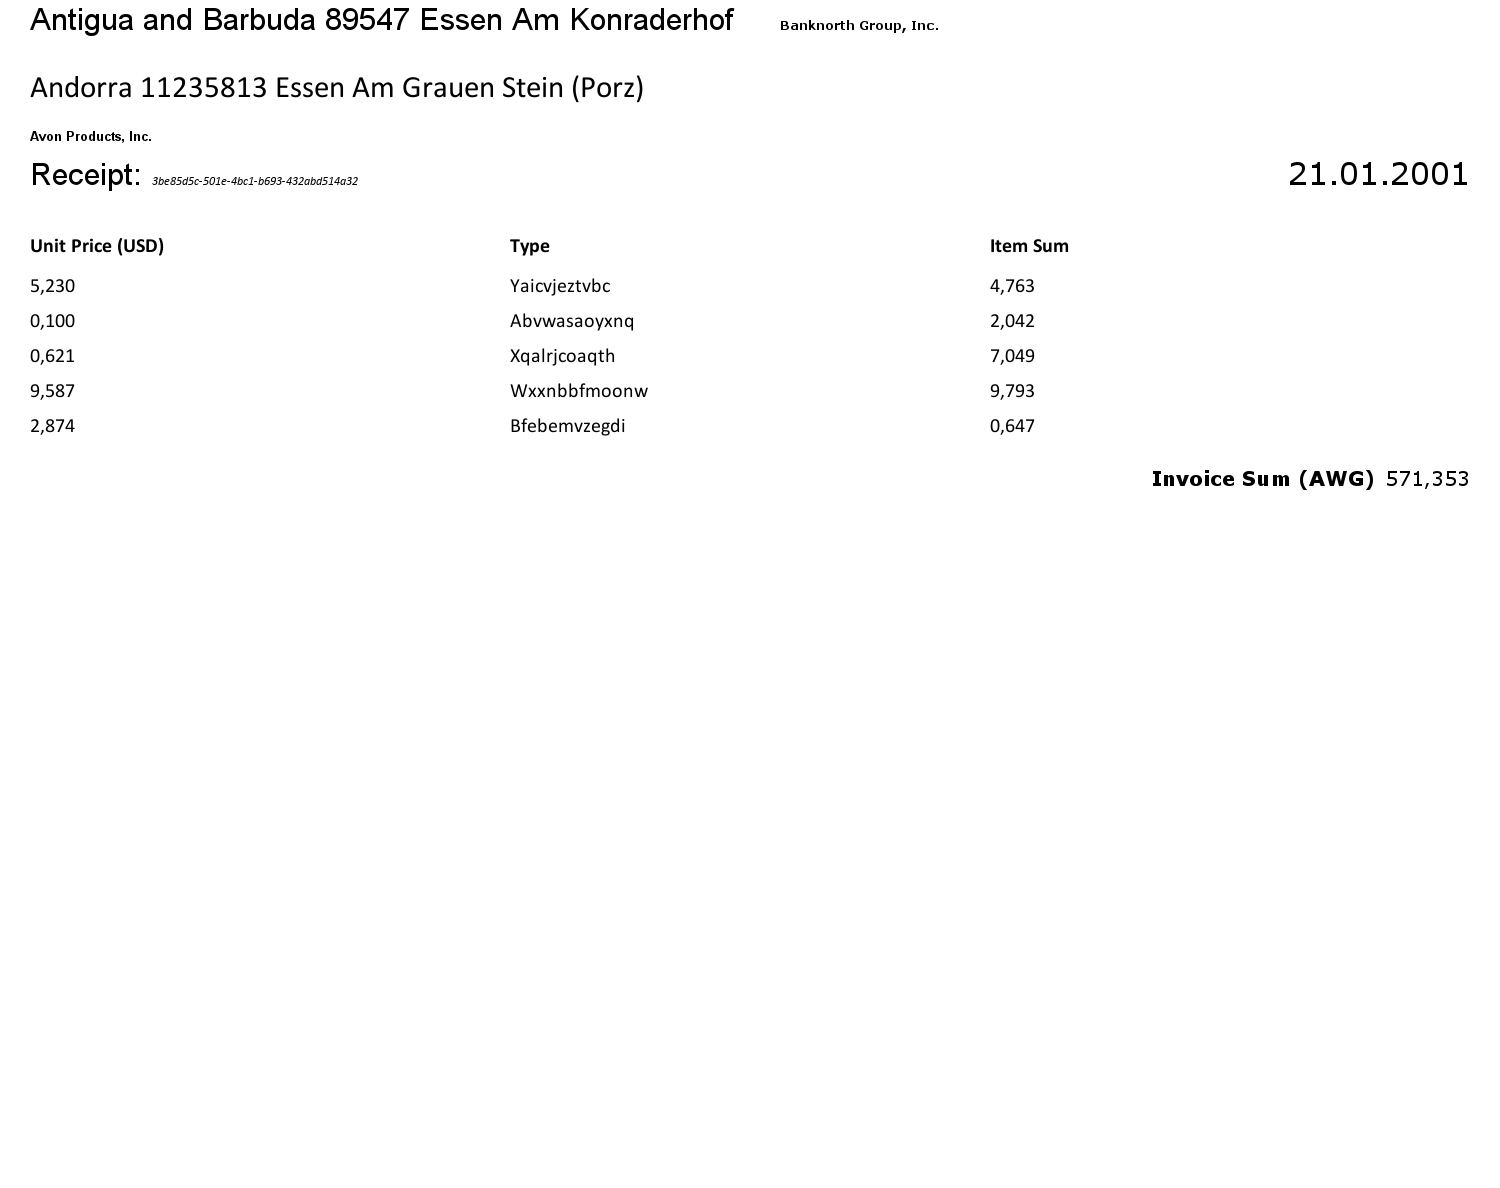 Antigua and Barbuda 89547 Essen Am Konraderhof Banknorth Group, Inc.
Andorra 11235813 Essen Am Grauen Stein (Porz)
Avon Products, Inc.
Receipt: 3be85d5c-501e-4bc1-b693-432abd514a32 21.01.2001
Unit Price (USD) Type Item Sum
5,230 Yaicvjeztvbc 4,763
0,100 Abvwasaoyxnq 2,042
0,621 Xqalrjcoaqth 7,049
9,587 Wxxnbbfmoonw 9,793
2,874 Bfebemvzegdi 0,647
Invoice Sum (AWG) 571,353